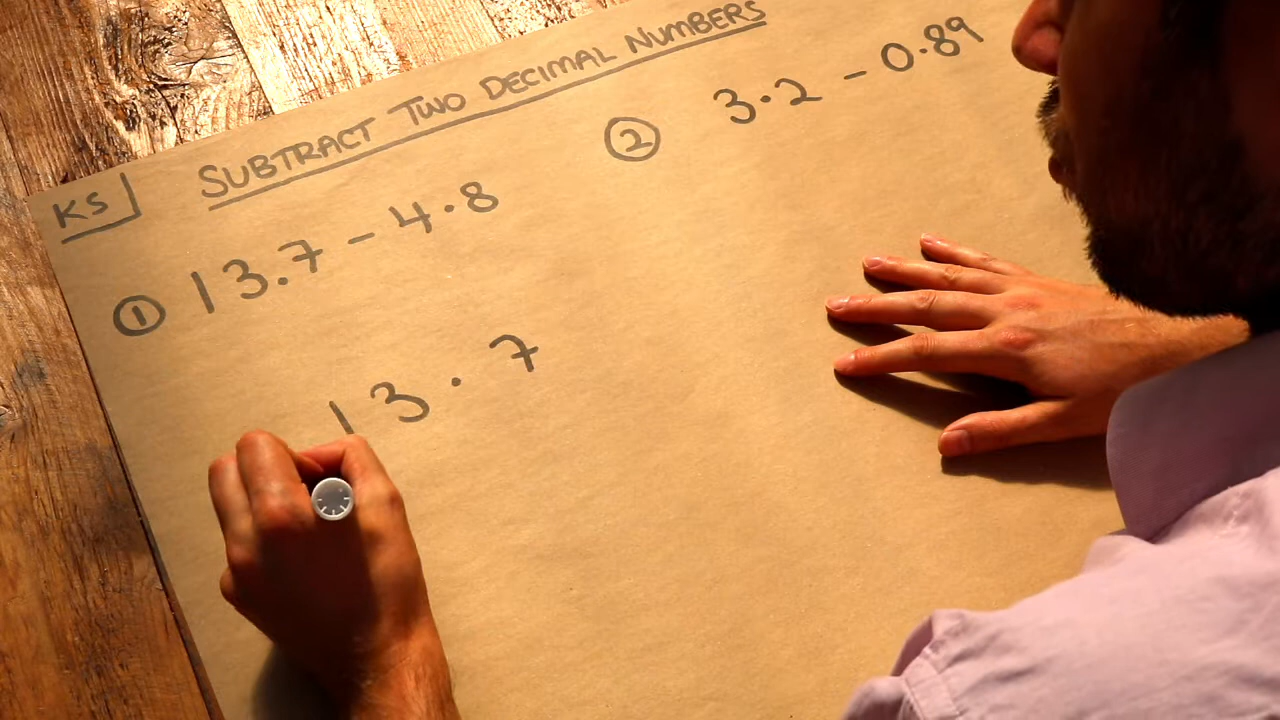 KS
SUBTRACT TWO DECIMAL NUMBERS
① 13.7 - 4.8
② 3.2 - 0.89
13.7